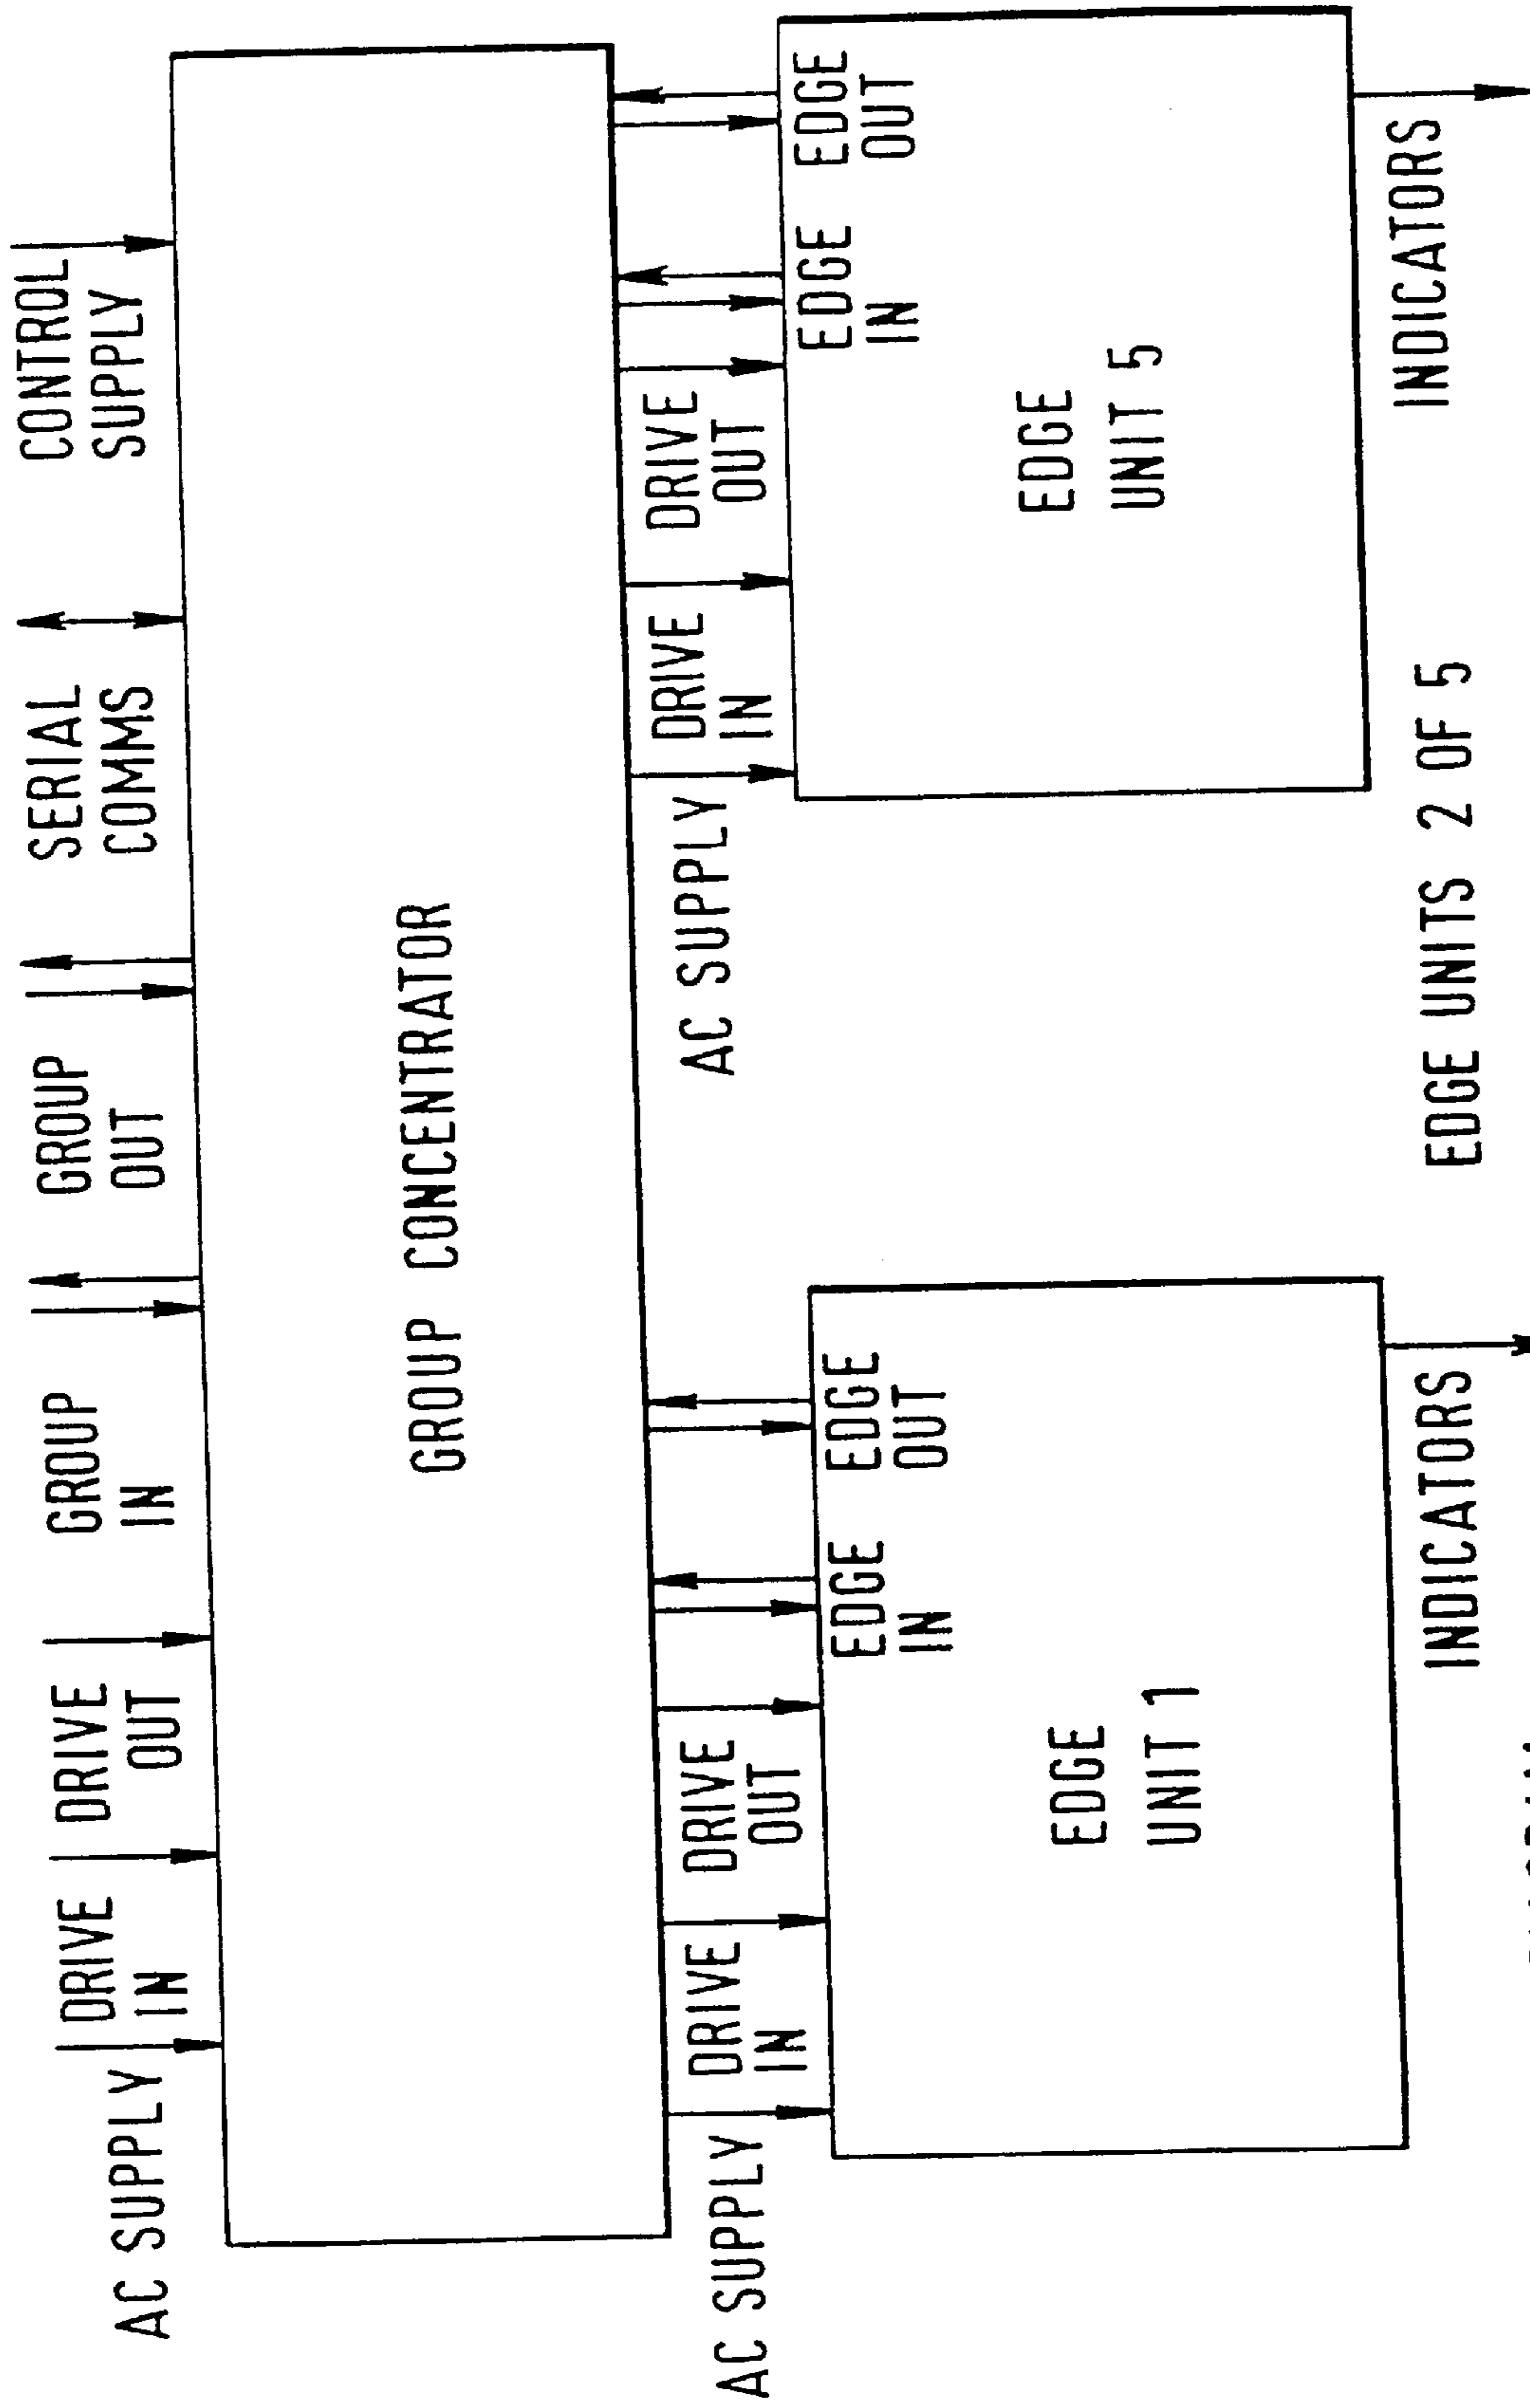 AC SUPPLY
DRIVE
IN
DRIVE
OUT
GROUP
IN
GROUP
OUT
SERIAL
COMMS
CONTROL
SUPPLY
GROUP CONCENTRATOR
AC SUPPLY
DRIVE
IN
DRIVE
OUT
EDGE
IN
EDGE
OUT
EDGE
UNIT 1
INDICATORS
AC SUPPLY
DRIVE
IN
DRIVE
OUT
EDGE
IN
EDGE
OUT
EDGE
UNIT 5
INDICATORS
EDGE UNITS 2 OF 5